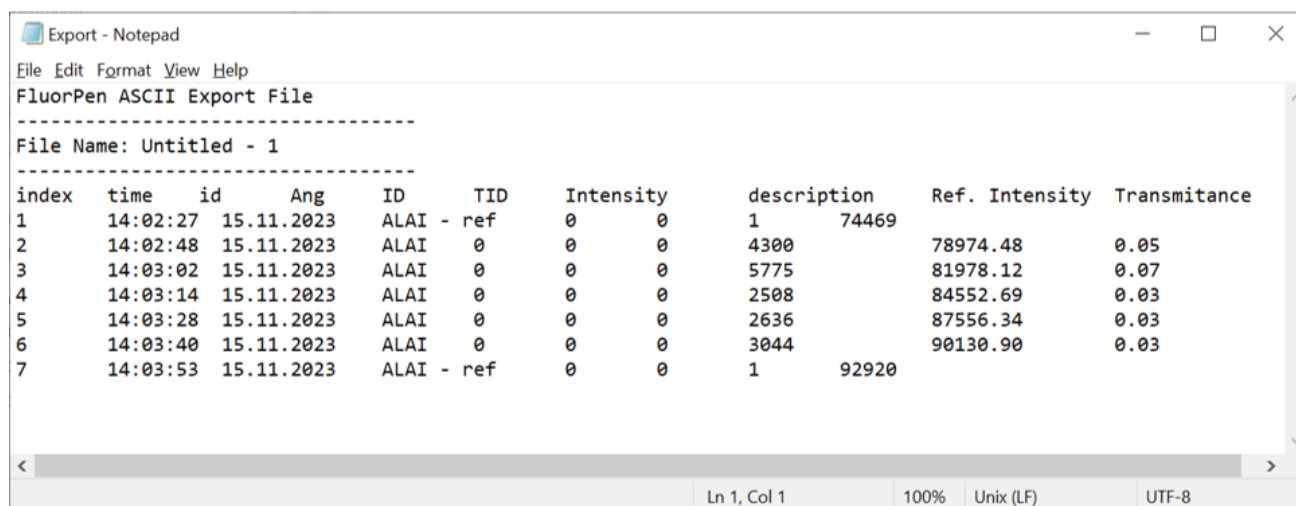 Export - Notepad
File Edit Format View Help
FluorPen ASCII Export File
-----------------------------------
File Name: Untitled - 1
-----------------------------------
index time id Ang ID TID Intensity description Ref. Intensity Transmitance
1 14:02:27 15.11.2023 ALAI - ref 0 0 1 74469
2 14:02:48 15.11.2023 ALAI 0 0 0 4300 78974.48 0.05
3 14:03:02 15.11.2023 ALAI 0 0 0 5775 81978.12 0.07
4 14:03:14 15.11.2023 ALAI 0 0 0 2508 84552.69 0.03
5 14:03:28 15.11.2023 ALAI 0 0 0 2636 87556.34 0.03
6 14:03:40 15.11.2023 ALAI 0 0 0 3044 90130.90 0.03
7 14:03:53 15.11.2023 ALAI - ref 0 0 1 92920
Ln 1, Col 1 100% Unix (LF) UTF-8